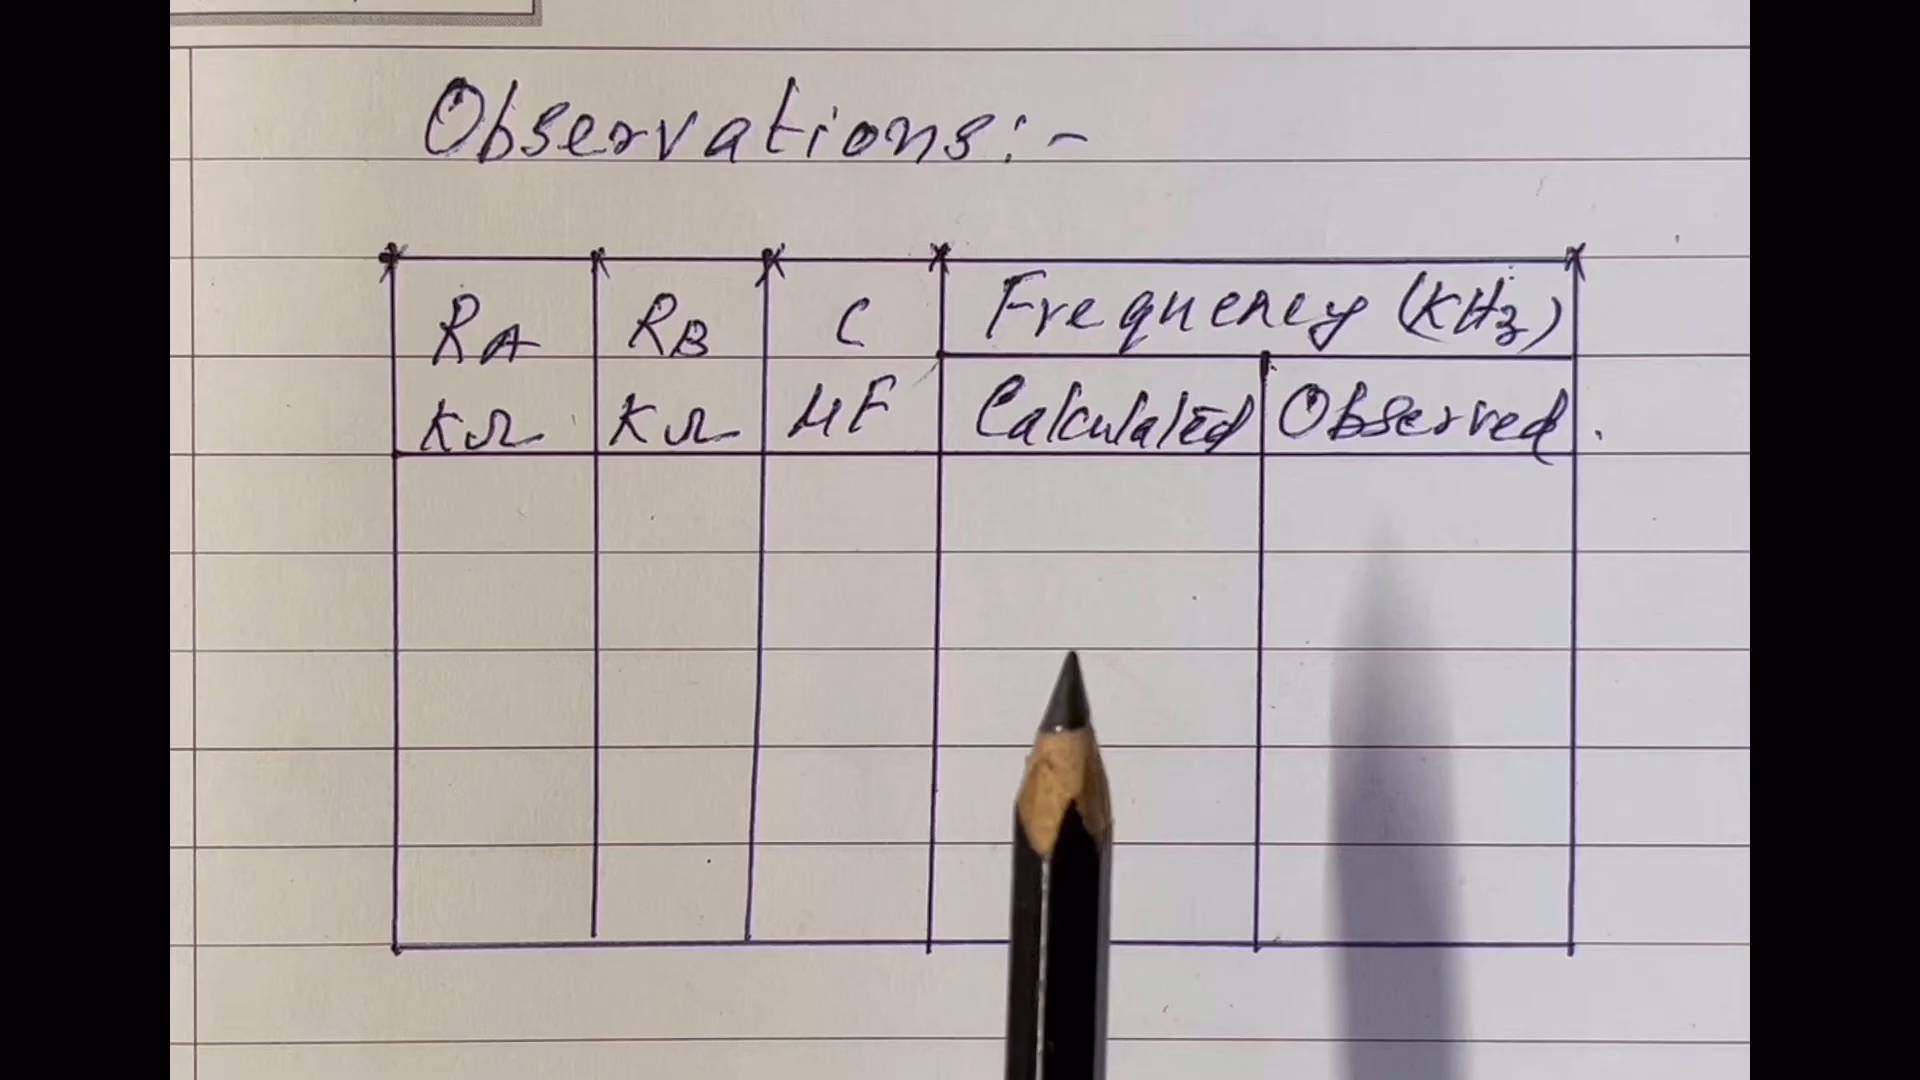 Observations:-
RA RB C Frequency (KHz)
KΩ KΩ μF Calculated Observed.